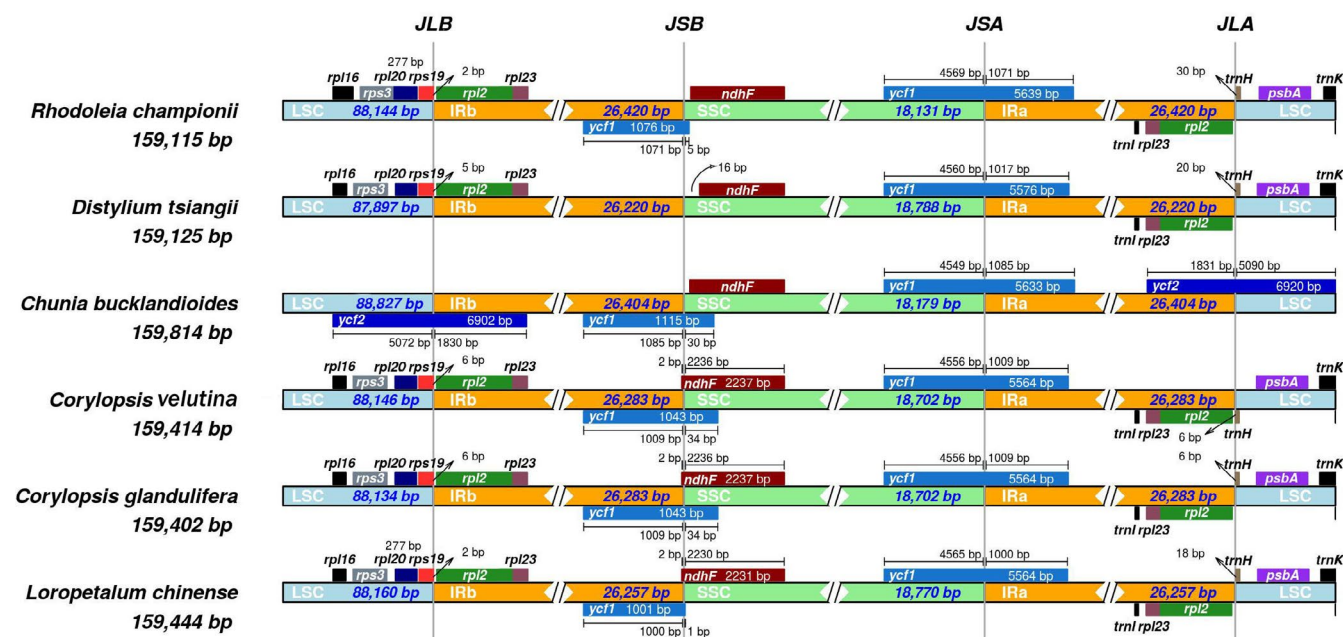 JLB JSB JSA JLA
277 bp 2 bp 4569 bp 1071 bp 30 bp
rpl16 rpl20 rps19 rpl23 ndhF trnH trnK
rps3 rpl2 ycf1 5639 bp psbA
Rhodoleia championii LSC 88,144 bp IRb 26,420 bp SSC 18,131 bp IRa 26,420 bp LSC
159,115 bp ycf1 1076 bp rpl2
1071 bp 5 bp trnI rpl23
5 bp 16 bp 4560 bp 1017 bp 20 bp
rpl16 rpl20 rps19 rpl23 trnH trnK
rps3 rpl2 ndhF ycf1 5576 bp psbA
Distylium tsiangii LSC 87,897 bp IRb 26,220 bp SSC 18,788 bp IRa 26,220 bp LSC
159,125 bp rpl2
trnI rpl23
4549 bp 1085 bp 1831 bp 5090 bp
ndhF ycf1 5633 bp ycf2 6920 bp
Chunia bucklandioides LSC 88,827 bp IRb 26,404 bp SSC 18,179 bp IRa 26,404 bp LSC
159,814 bp ycf2 6902 bp ycf1 1115 bp
5072 bp 1830 bp 1085 bp 30 bp
6 bp 2 bp 2236 bp 4556 bp 1009 bp
rpl16 rpl20 rps19 rpl23 trnK
rps3 rpl2 ndhF 2237 bp ycf1 5564 bp psbA
Corylopsis velutina LSC 88,146 bp IRb 26,283 bp SSC 18,702 bp IRa 26,283 bp LSC
159,414 bp ycf1 1043 bp rpl2
1009 bp 34 bp trnI rpl23 6 bp trnH
6 bp 2 bp 2236 bp 4556 bp 1009 bp 6 bp
rpl16 rpl20 rps19 rpl23 trnH trnK
rps3 rpl2 ndhF 2237 bp ycf1 5564 bp psbA
Corylopsis glandulifera LSC 88,134 bp IRb 26,283 bp SSC 18,702 bp IRa 26,283 bp LSC
159,402 bp ycf1 1043 bp rpl2
1009 bp 34 bp trnI rpl23
277 bp 2 bp 2 bp 2230 bp 4565 bp 1000 bp 18 bp
rpl16 rpl20 rps19 rpl23 trnH trnK
rps3 rpl2 ndhF 2231 bp ycf1 5564 bp psbA
Loropetalum chinense LSC 88,160 bp IRb 26,257 bp SSC 18,770 bp IRa 26,257 bp LSC
159,444 bp ycf1 1001 bp rpl2
1000 bp 1 bp trnI rpl23